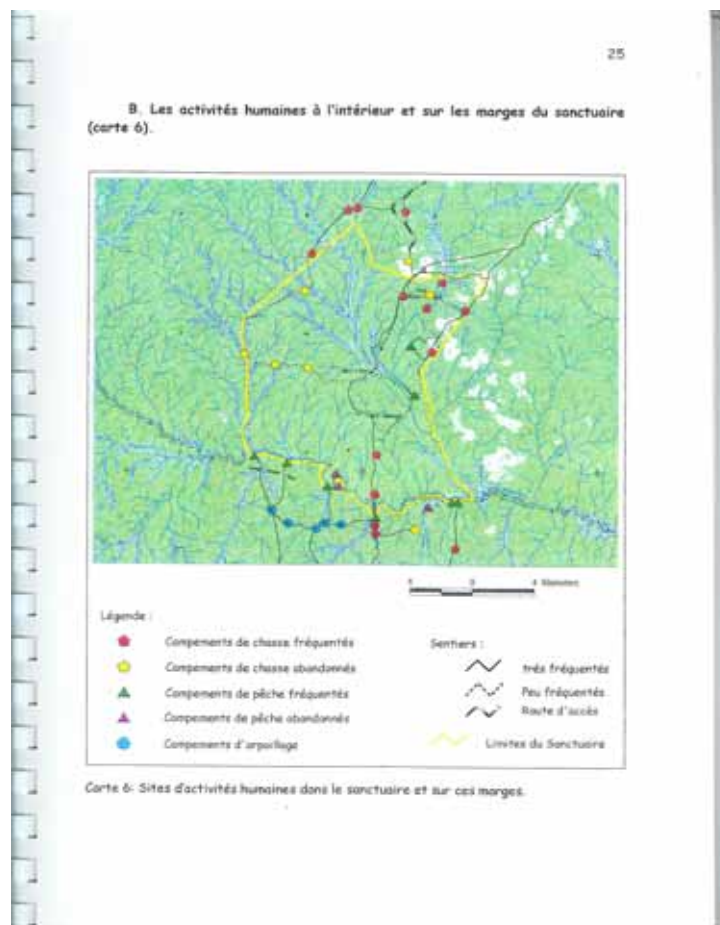 25
B. Les activités humaines à l'intérieur et sur les marges du sanctuaire
(carte 6).
Kilometers
Légende :
Campements de chasse fréquentés
Campements de chasse abandonnés
Campements de pêche fréquentés
Campements de pêche abandonnés
Campements d'orpaillage
Sentiers :
très fréquentés
Peu fréquentés
Route d'accès
Limites du Sanctuaire
Carte 6: Sites d'activités humaines dans le sanctuaire et sur ces marges.